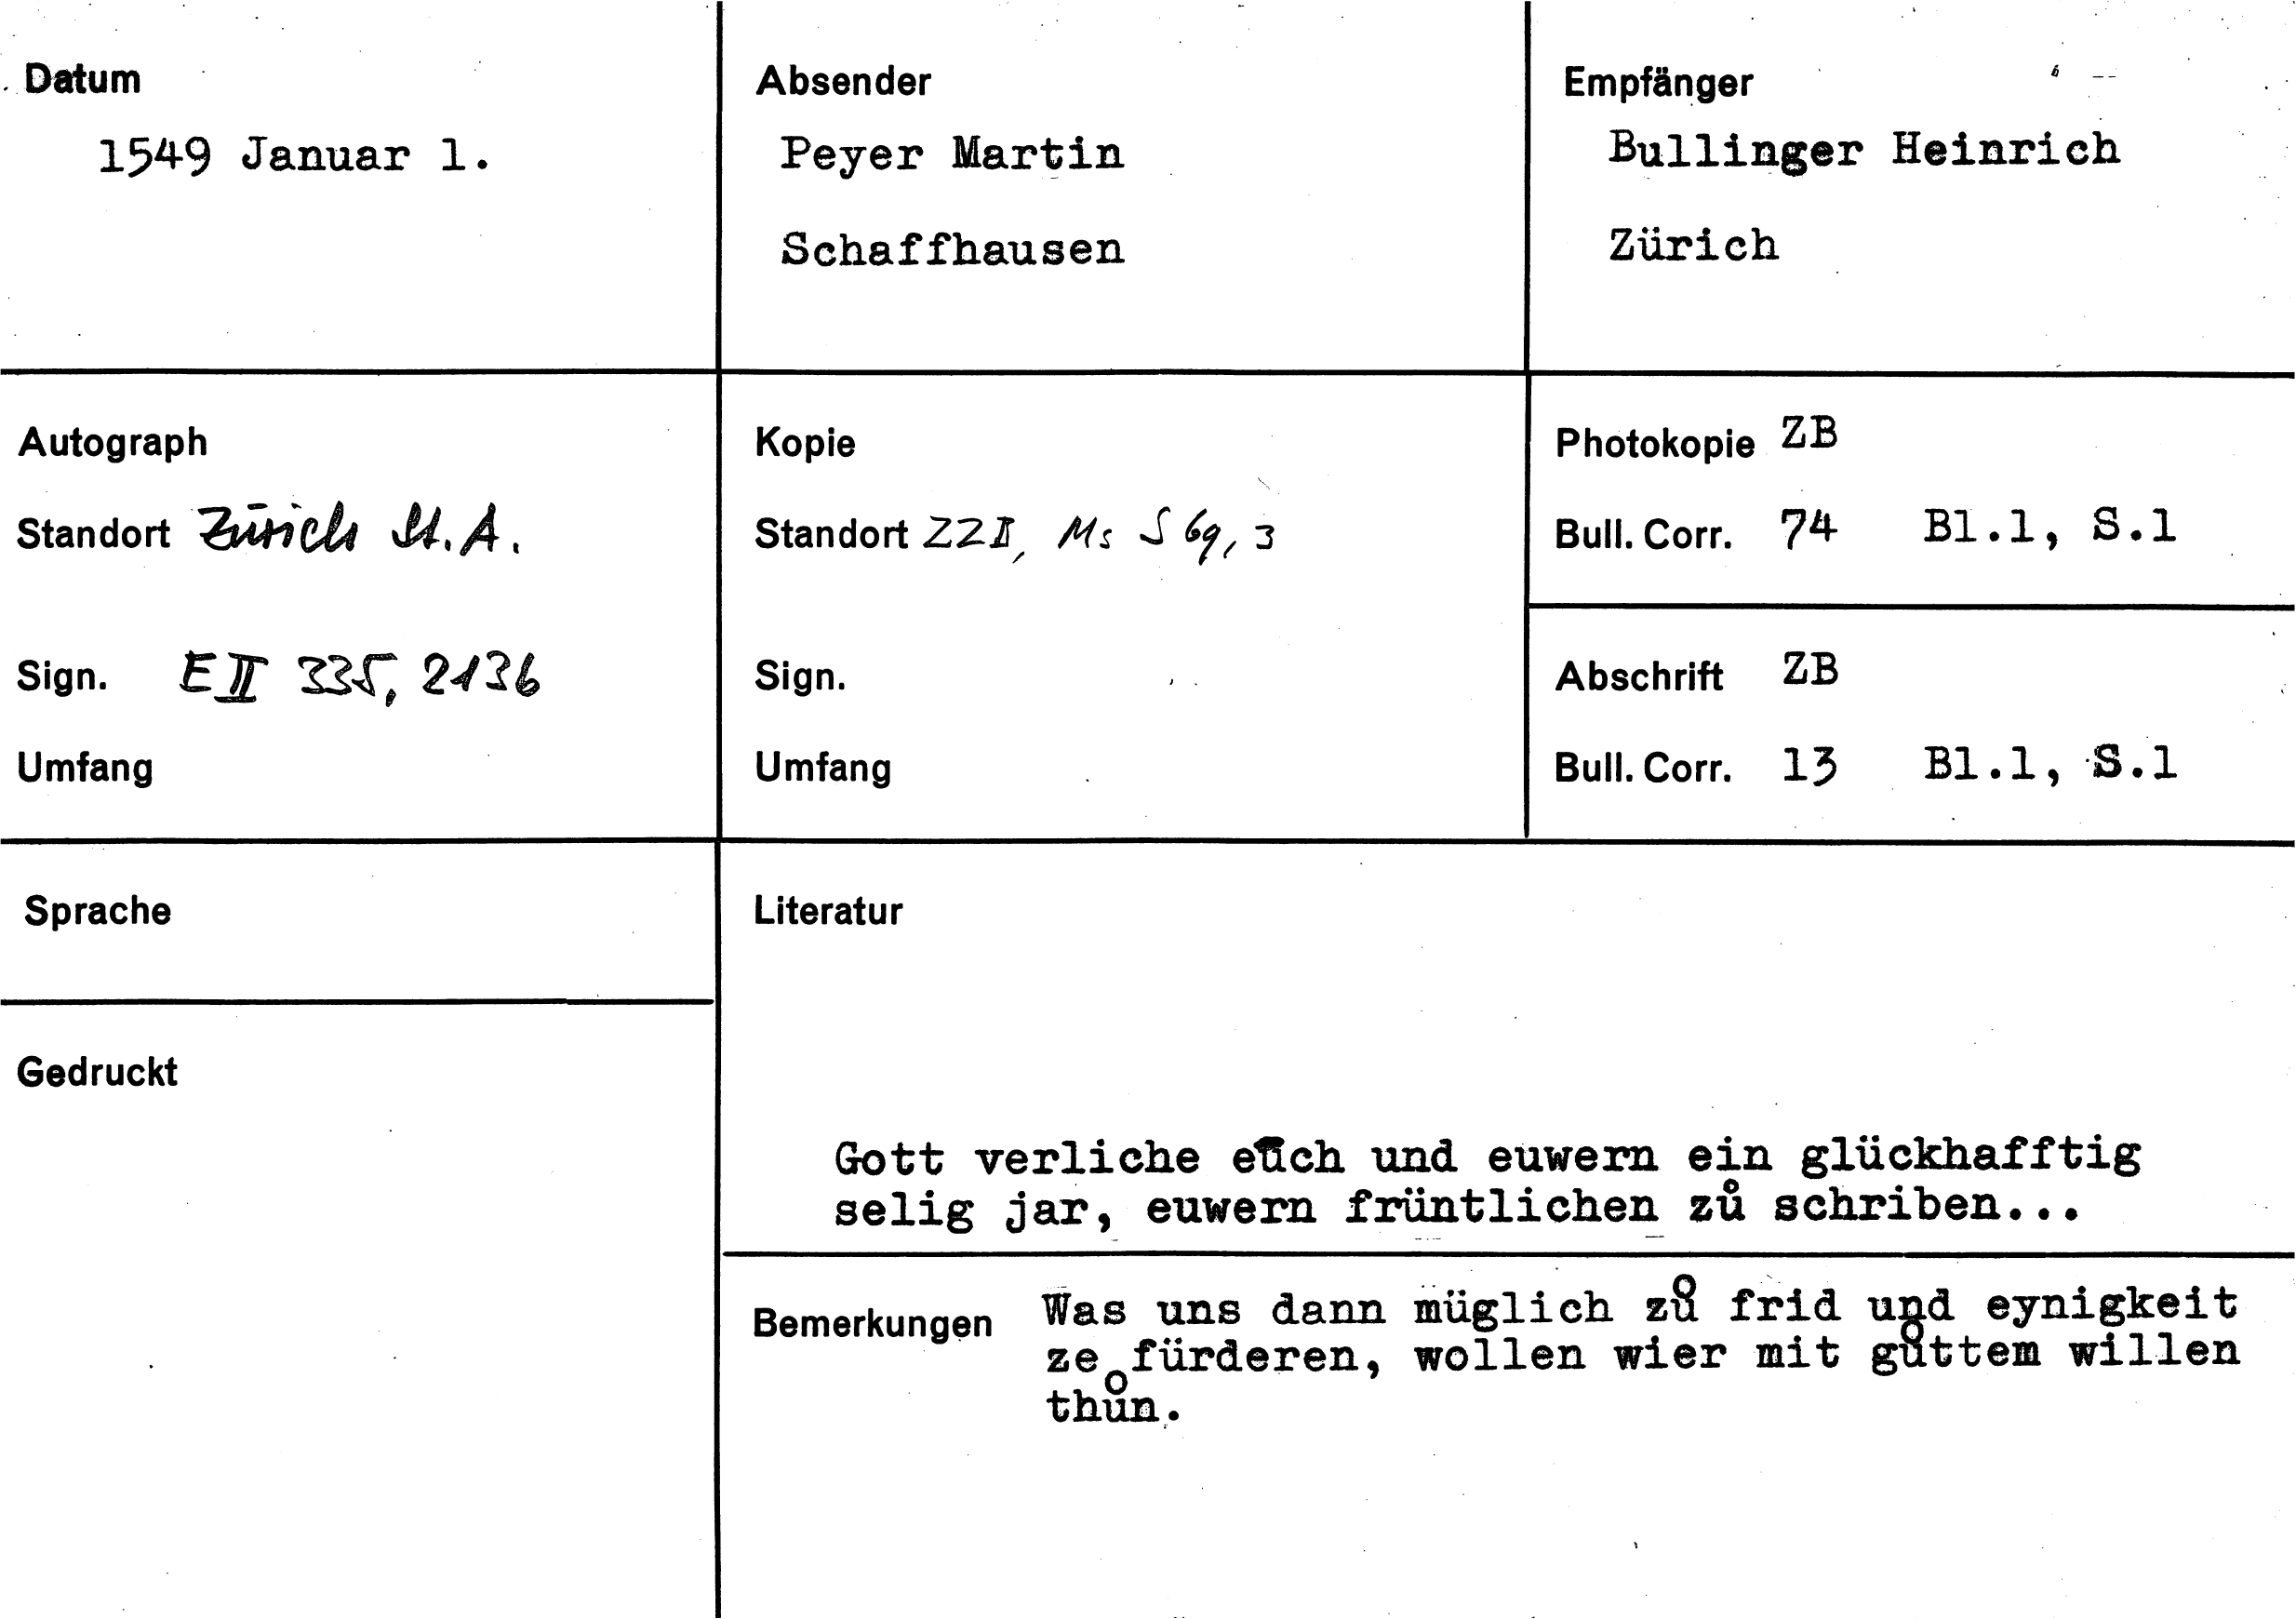 Datum
1549 Januar 1.
Absender
Peyer Martin
Schaffhausen
Empfänger
Bullinger Heinrich
Zürich
Autograph
Standort Zürich St.A.
Sign. E II 335, 2136
Umfang
Kopie
Standort ZZB, Ms S 69, 3
Sign.
Umfang
Photokopie ZB
Bull. Corr. 74 Bl.1, S.1
Abschrift ZB
Bull. Corr. 13 Bl.1, S.1
Sprache
Gedruckt
Literatur
Gott verliche euch und euwern ein glückhafftig
selig jar, euwern früntlichen zů schriben...
Bemerkungen Was uns dann müglich zů frid und eynigkeit
ze fürderen, wollen wier mit gůttem willen
thůn.